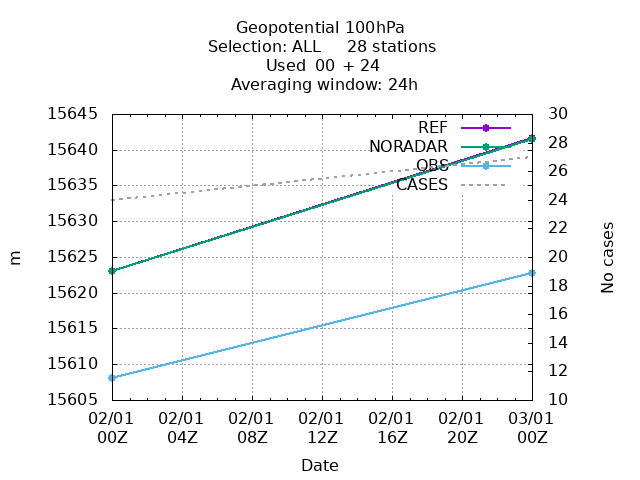 Geopotential 100hPa
Selection: ALL 28 stations
Used 00 + 24
Averaging window: 24h
15645
15640
15635
15630
15625
15620
15615
15610
15605
m
30
28
26
24
22
20
18
16
14
12
10
No cases
REF
NORADAR
OBS
CASES
02/01 02/01 02/01 02/01 02/01 02/01 03/01
00Z 04Z 08Z 12Z 16Z 20Z 00Z
Date